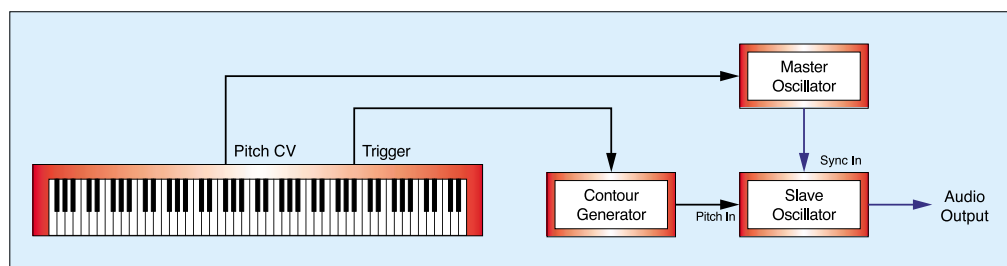 Master
Oscillator
Pitch CV
Trigger
Sync In
Contour
Generator
Pitch In
Slave
Oscillator
Audio
Output